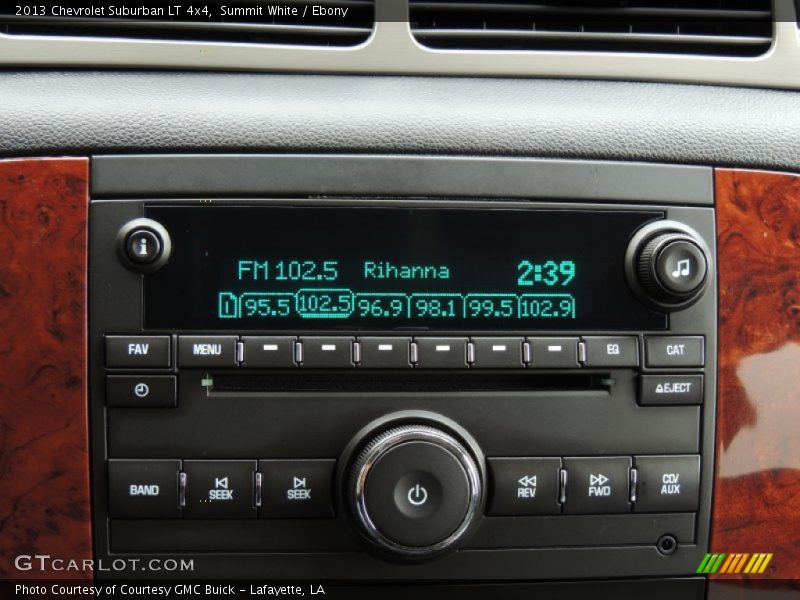 2013 Chevrolet Suburban LT 4x4, Summit White / Ebony
i
FM 102.5 Rihanna 2:39
1 95.5 102.5 96.9 98.1 99.5 102.9
FAV MENU EQ CAT
EJECT
BAND SEEK SEEK REV FWD CD/AUX
GTCARLOT.COM
Photo Courtesy of Courtesy GMC Buick - Lafayette, LA